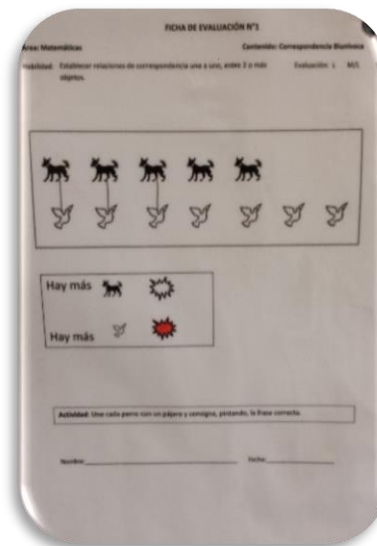 FICHA DE EVALUACIÓN N°1
Área: Matemáticas Contenido: Correspondencia Biunívoca
Habilidad: Establecer relaciones de correspondencia uno a uno, entre 2 o más Evaluación: L M/L
objetos.
Hay más
Hay más
Actividad: Une cada perro con un pájaro y consigna, pintando, la frase correcta.
Nombre: Fecha: